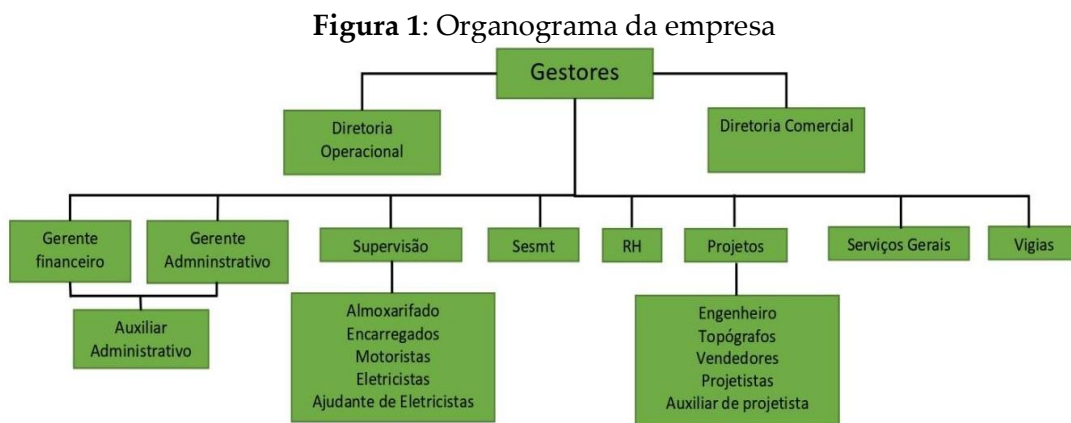 Figura 1: Organograma da empresa
Gestores
Diretoria
Operacional
Diretoria Comercial
Gerente
financeiro
Gerente
Admninstrativo
Supervisão
Sesmt
RH
Projetos
Serviços Gerais
Vigias
Auxiliar
Administrativo
Almoxarifado
Encarregados
Motoristas
Eletricistas
Ajudante de Eletricistas
Engenheiro
Topógrafos
Vendedores
Projetistas
Auxiliar de projetista